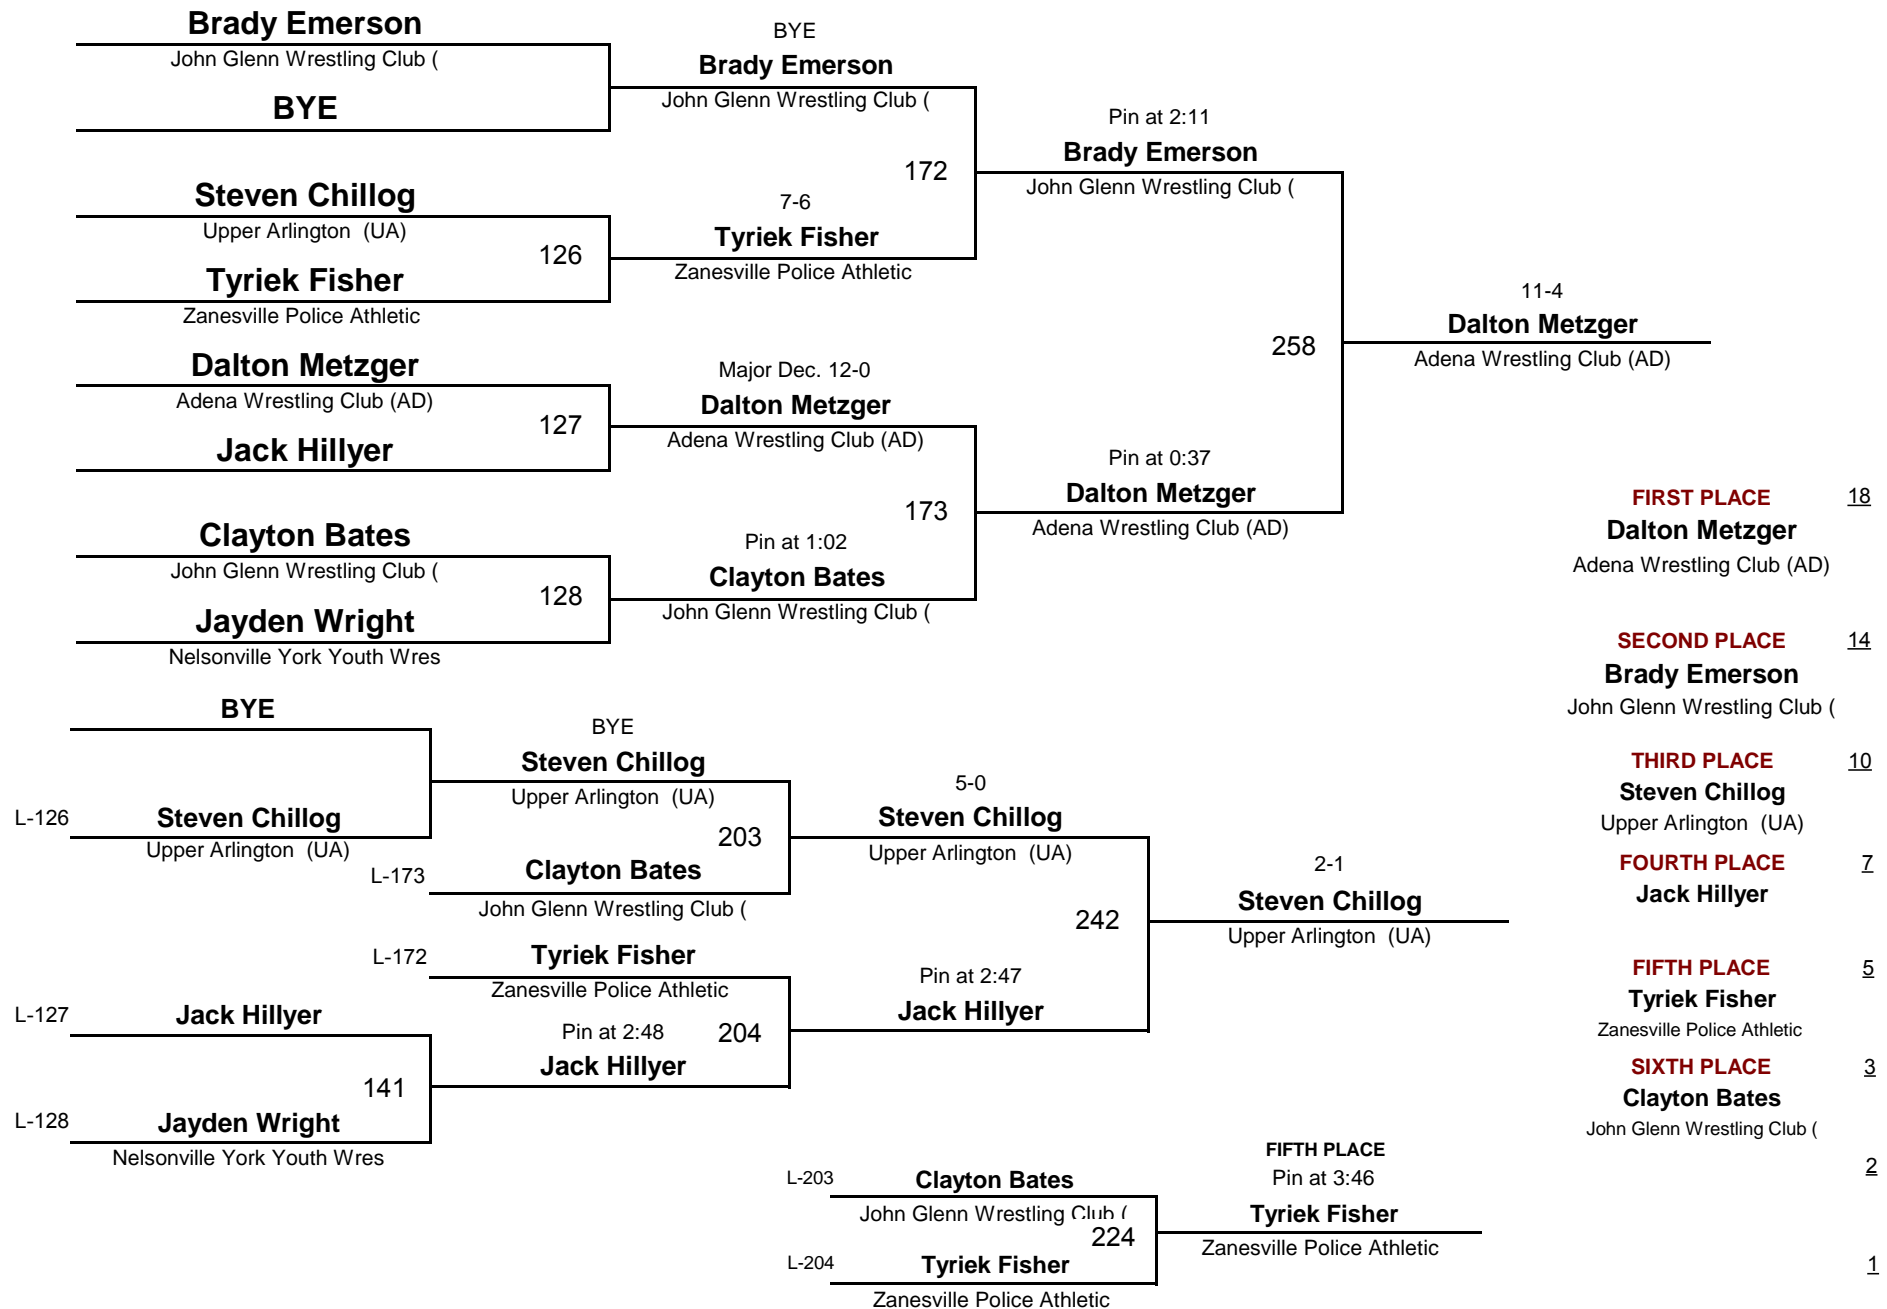 Brady Emerson
John Glenn Wrestling Club (
BYE
Steven Chillog
Upper Arlington  (UA)
126
Tyriek Fisher
Zanesville Police Athletic
Dalton Metzger
Adena Wrestling Club (AD)
127
Jack Hillyer
Clayton Bates
John Glenn Wrestling Club (
128
Jayden Wright
Nelsonville York Youth Wres
BYE
Brady Emerson
John Glenn Wrestling Club (
172
7-6
Tyriek Fisher
Zanesville Police Athletic
Major Dec. 12-0
Dalton Metzger
Adena Wrestling Club (AD)
173
Pin at 1:02
Clayton Bates
John Glenn Wrestling Club (
Pin at 2:11
Brady Emerson
John Glenn Wrestling Club (
258
Pin at 0:37
Dalton Metzger
Adena Wrestling Club (AD)
11-4
Dalton Metzger
Adena Wrestling Club (AD)
BYE
L-126
Steven Chillog
Upper Arlington  (UA)
L-127
Jack Hillyer
141
L-128
Jayden Wright
Nelsonville York Youth Wres
BYE
Steven Chillog
Upper Arlington  (UA)
203
L-173
Clayton Bates
John Glenn Wrestling Club (
L-172
Tyriek Fisher
Zanesville Police Athletic
Pin at 2:48
204
Jack Hillyer
5-0
Steven Chillog
Upper Arlington  (UA)
242
Pin at 2:47
Jack Hillyer
2-1
Steven Chillog
Upper Arlington  (UA)
L-203
Clayton Bates
John Glenn Wrestling Club (
224
L-204
Tyriek Fisher
Zanesville Police Athletic
FIFTH PLACE
Pin at 3:46
Tyriek Fisher
Zanesville Police Athletic
FIRST PLACE 18
Dalton Metzger
Adena Wrestling Club (AD)
SECOND PLACE 14
Brady Emerson
John Glenn Wrestling Club (
THIRD PLACE 10
Steven Chillog
Upper Arlington  (UA)
FOURTH PLACE 7
Jack Hillyer
FIFTH PLACE 5
Tyriek Fisher
Zanesville Police Athletic
SIXTH PLACE 3
Clayton Bates
John Glenn Wrestling Club (
2
1